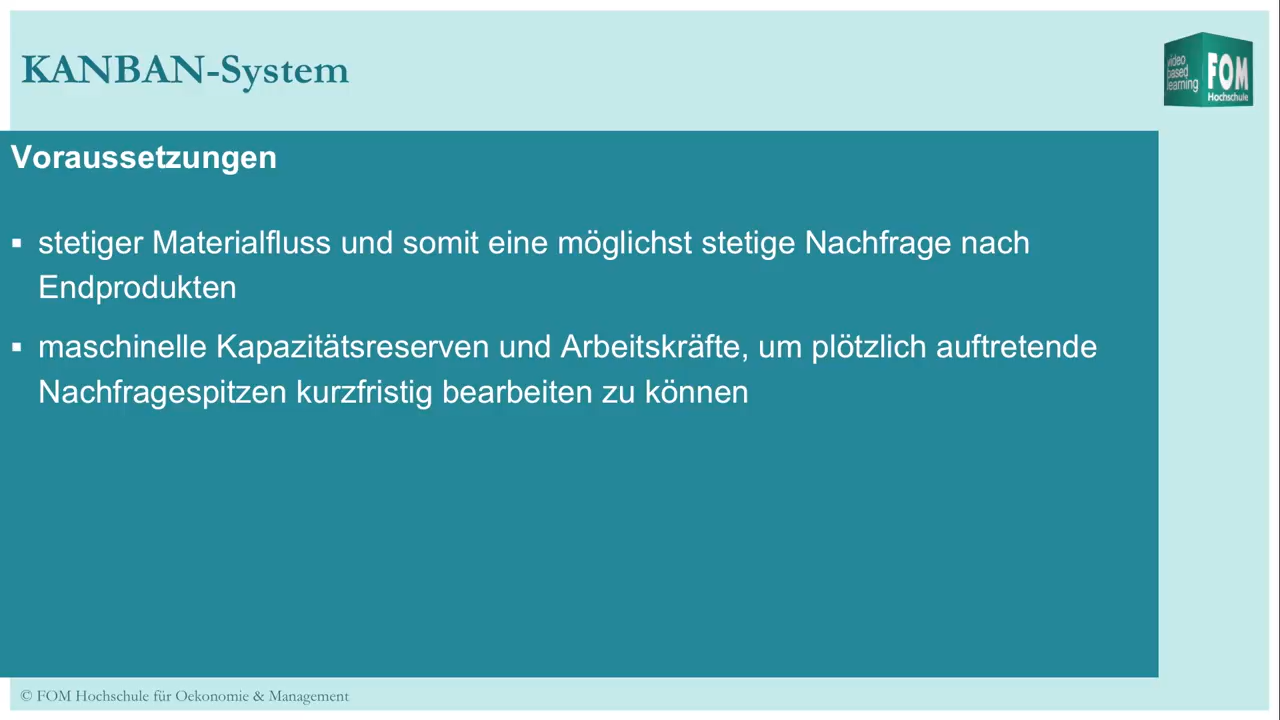 KANBAN-System
video
based
learning
FOM
Hochschule
Voraussetzungen
▪ stetiger Materialfluss und somit eine möglichst stetige Nachfrage nach
Endprodukten
▪ maschinelle Kapazitätsreserven und Arbeitskräfte, um plötzlich auftretende
Nachfragespitzen kurzfristig bearbeiten zu können
© FOM Hochschule für Oekonomie & Management